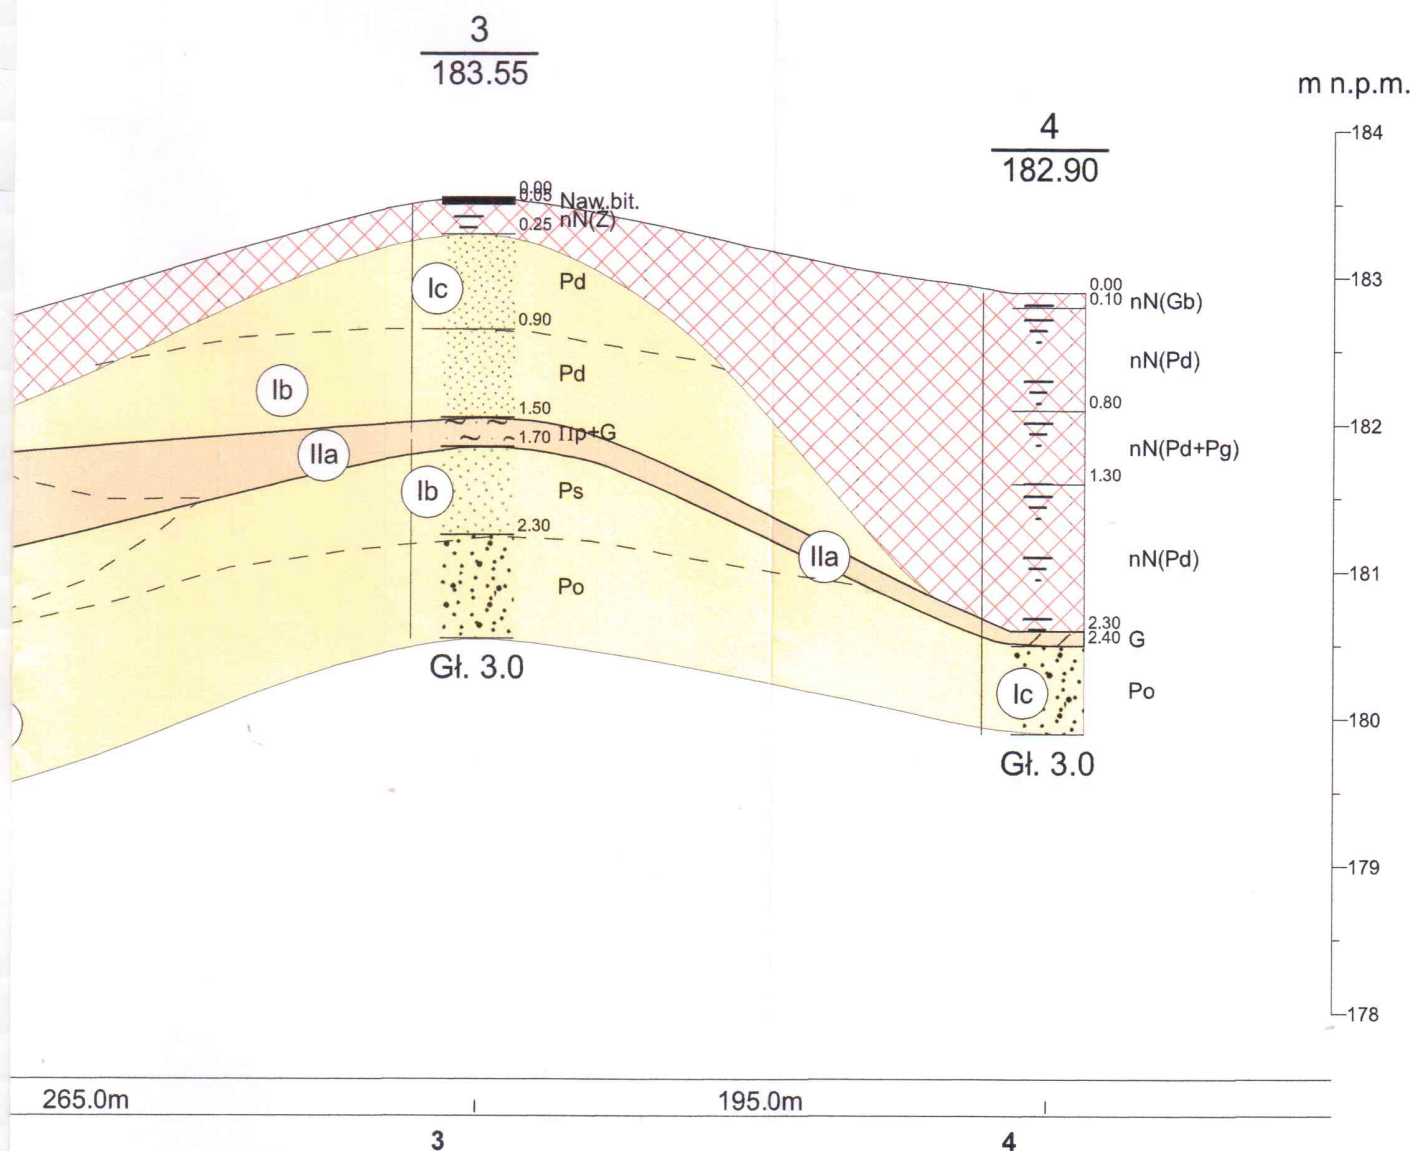 3
183.55
m n.p.m.
184
4
182.90
0.00
0.05
Naw.bit.
0.25
nN(Ż)
Ic
Pd
0.90
Ib
Pd
1.50
1.70
Πp+G
IIa
Ib
Ps
2.30
Po
Gł. 3.0
183
0.00
0.10
nN(Gb)
nN(Pd)
0.80
182
nN(Pd+Pg)
1.30
IIa
nN(Pd)
181
2.30
2.40
G
Ic
Po
180
Gł. 3.0
179
178
265.0m
195.0m
3
4